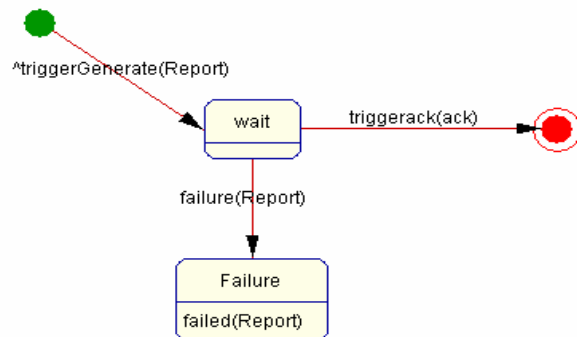 ^triggerGenerate(Report)
wait
triggerack(ack)
failure(Report)
Failure
failed(Report)